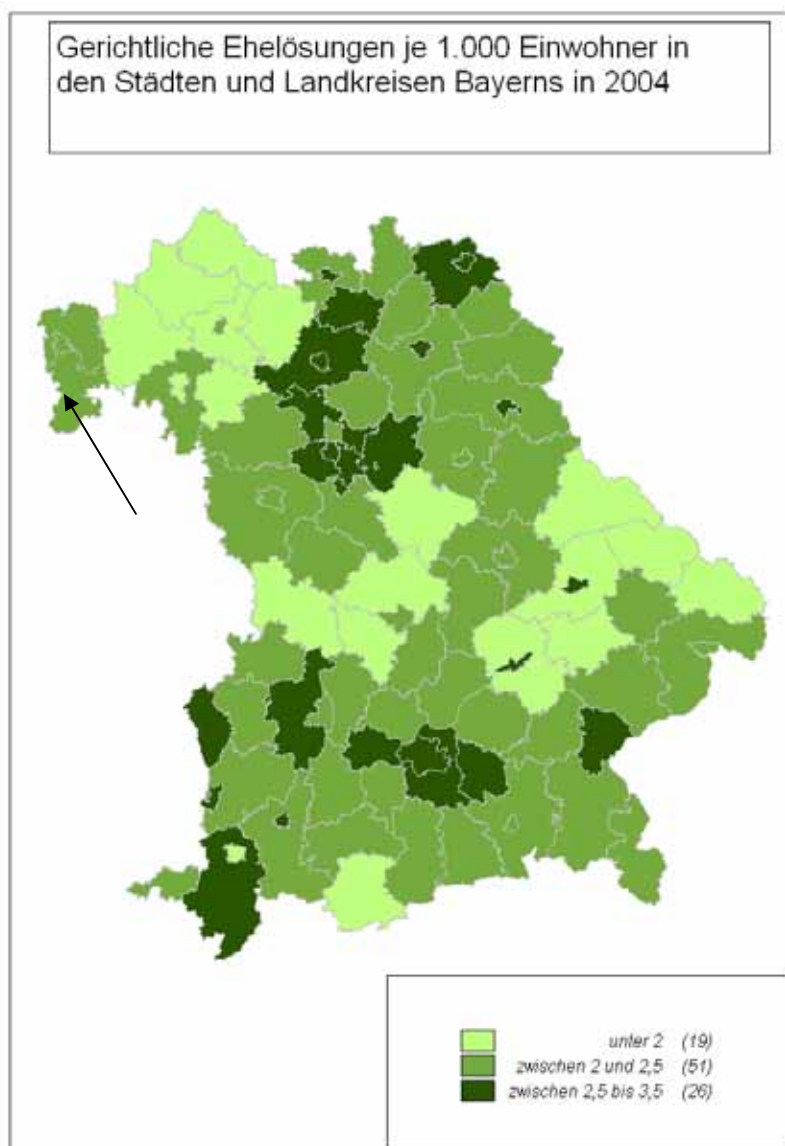 Gerichtliche Ehelösungen je 1.000 Einwohner in
den Städten und Landkreisen Bayerns in 2004
unter 2 (19)
zwischen 2 und 2,5 (51)
zwischen 2,5 bis 3,5 (26)